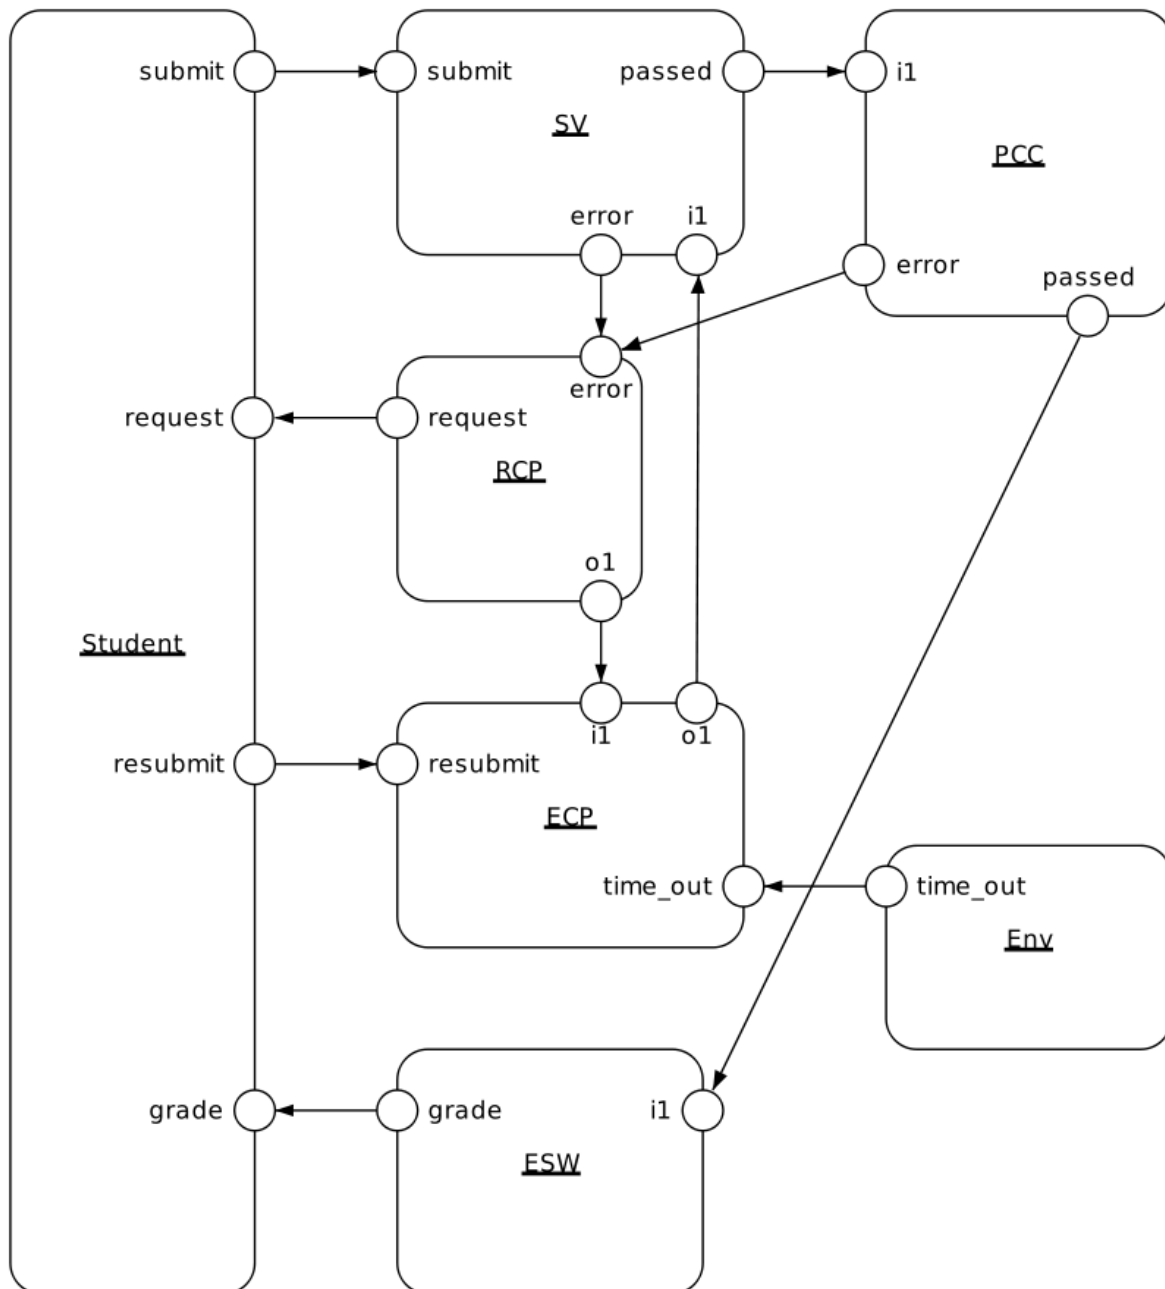 submit
submit
passed
i1
SV
PCC
error
i1
error
passed
error
request
request
RCP
o1
Student
i1
o1
resubmit
resubmit
ECP
time_out
time_out
Env
grade
grade
i1
ESW